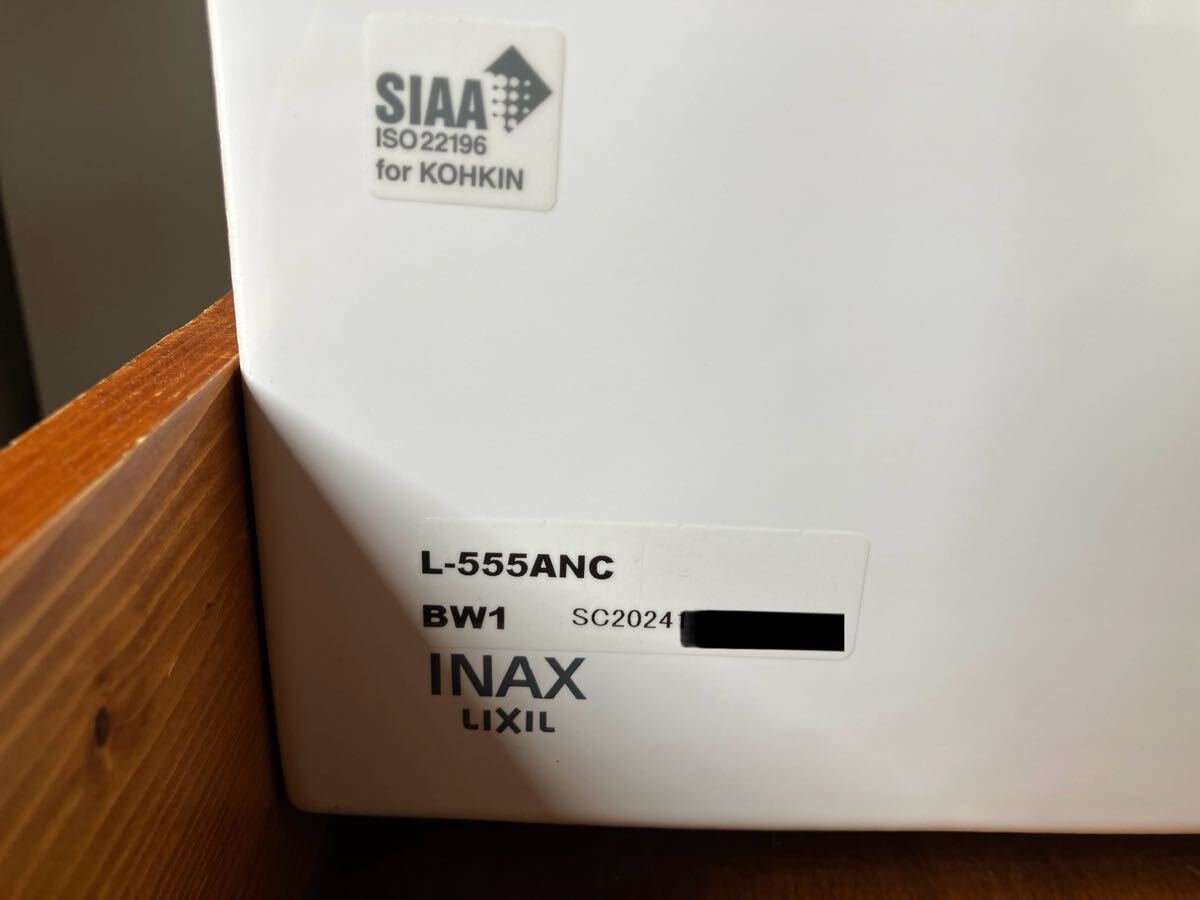 SIAA
ISO 22196
for KOHKIN
L-555ANC
BW1 SC20241
INAX
LIXIL